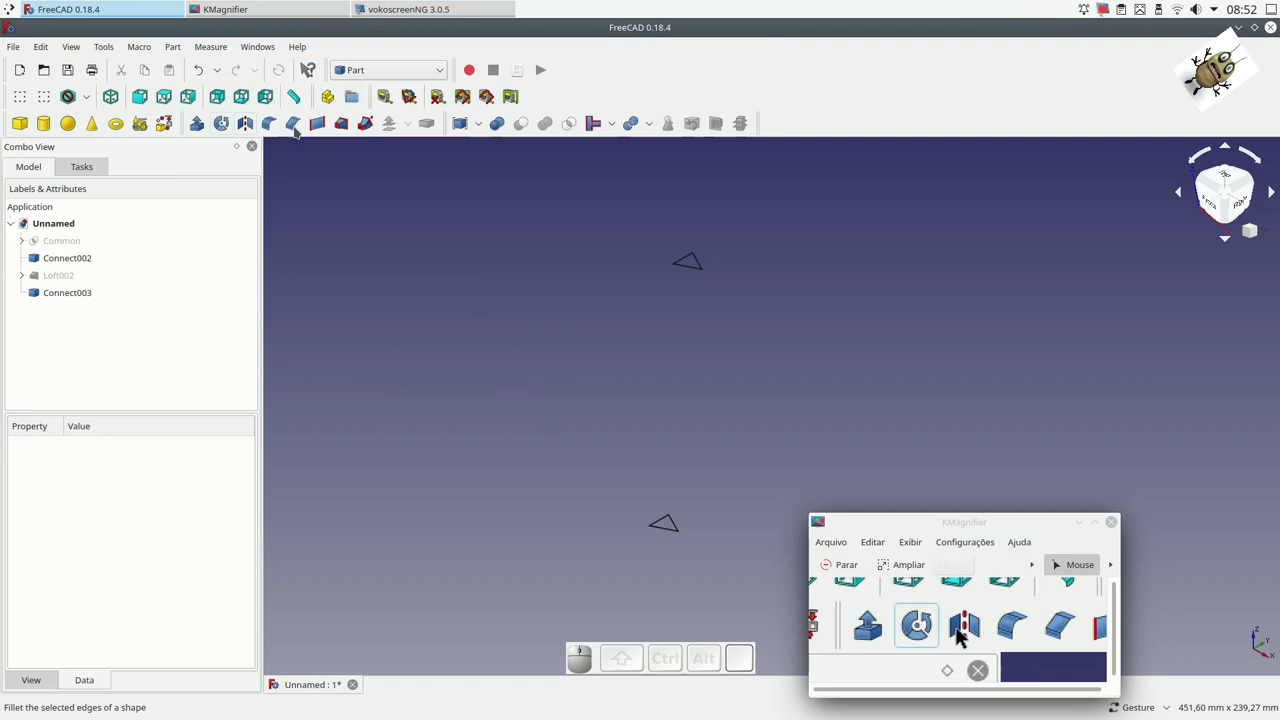 FreeCAD 0.18.4
KMagnifier
vokoscreenNG 3.0.5
08:52
FreeCAD 0.18.4
File Edit View Tools Macro Part Measure Windows Help
Part
Combo View
Model Tasks
Labels & Attributes
Application
Unnamed
Common
Connect002
Loft002
Connect003
Property Value
KMagnifier
Arquivo Editar Exibir Configurações Ajuda
Parar Ampliar Mouse
Ctrl Alt
View Data
Unnamed : 1*
Fillet the selected edges of a shape
Gesture 451,60 mm x 239,27 mm